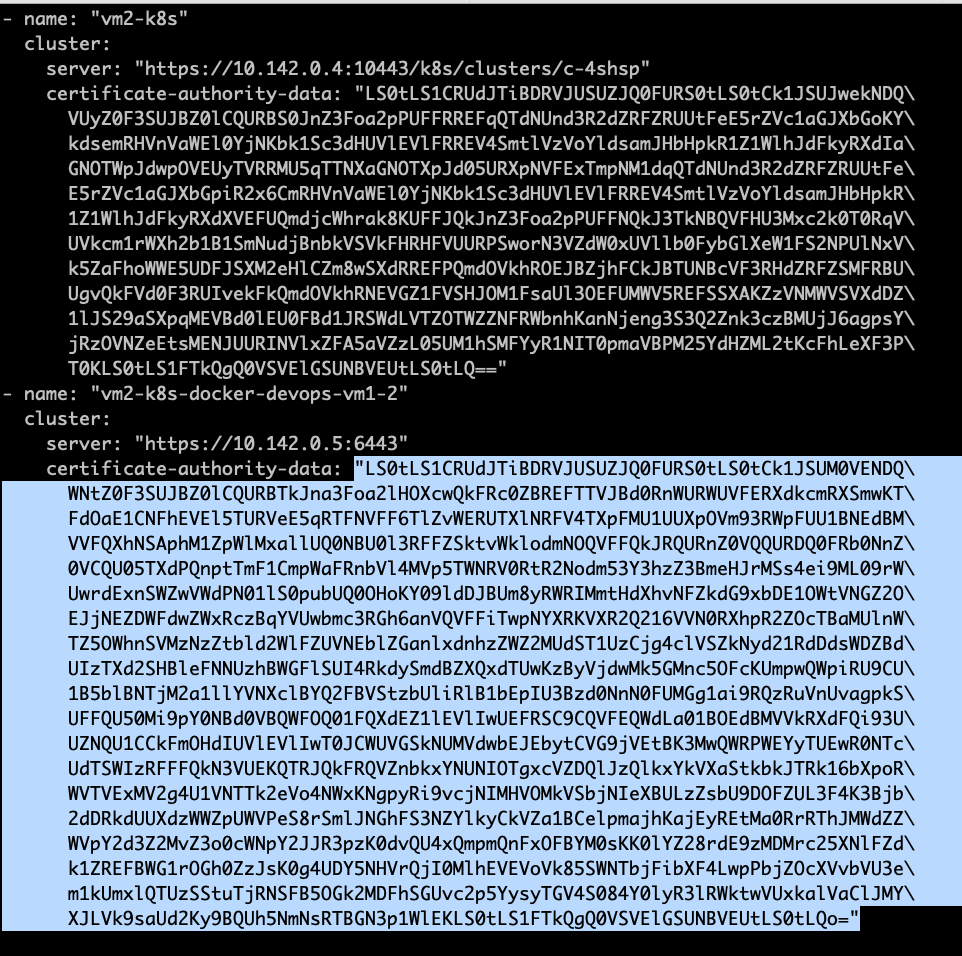 - name: "vm2-k8s"
  cluster:
    server: "https://10.142.0.4:10443/k8s/clusters/c-4shsp"
    certificate-authority-data: "LS0tLS1CRUdJTiBDRVJUSUZJQ0FURS0tLS0tCk1JSUJwekNDQ\
      VUyZ0F3SUJBZ0lCQURBS0JnZ3Foa2pPUFFRREFqQTdNUnd3R2dZRFZRUUtFeE5rZVc1aGJXbGoKY\
      kdsemRHVnVaWEl0YjNKbk1Sc3dHUVlEVlFRREV4SmtlVzVoYldsamJHbHpkR1Z1WlhJdFkyRXdIa\
      GNOTWpJdwpOVEUyTVRRMU5qTTNXaGNOTXpJd05URXpNVFExTmpNM1dqQTdNUnd3R2dZRFZRUUtFe\
      E5rZVc1aGJXbGpiR2x6CmRHVnVaWEl0YjNKbk1Sc3dHUVlEVlFRREV4SmtlVzVoYldsamJHbHpkR\
      1Z1WlhJdFkyRXdXVEFUQmdjcWhrak8KUFFJQkJnZ3Foa2pPUFFNQkJ3TkNBQVFHU3Mxc2k0T0RqV\
      UVkcm1rWXh2b1B1SmNudjBnbkVSVkFHRHFVUURPSworN3VZdW0xUVllb0FybGlXeW1FS2NPUlNxV\
      k5ZaFhoWWE5UDFJSXM2eHlCZm8wSXdRREFPQmdOVkhROEJBZjhFCkJBTUNBcVF3RHdZRFZSMFRBU\
      UgvQkFVd0F3RUIvekFkQmdOVkhRNEVGZ1FVSHJOM1FsaUl3OEFUMWV5REFSSXAKZzVNMWVSVXdDZ\
      1lJS29aSXpqMEVBd0lEU0FBd1JRSWdLVTZOTWZZNFRWbnhKanNjeng3S3Q2Znk3czBMUjJ6agpsY\
      jRzOVNZeEtsMENJUURINVlxZFA5aVZzL05UM1hSMFYyR1NIT0pmaVBPM25YdHZML2tKcFhLeXF3P\
      T0KLS0tLS1FTkQgQ0VSVElGSUNBVEUtLS0tLQ=="
- name: "vm2-k8s-docker-devops-vm1-2"
  cluster:
    server: "https://10.142.0.5:6443"
    certificate-authority-data: "LS0tLS1CRUdJTiBDRVJUSUZJQ0FURS0tLS0tCk1JSUM0VENDQ\
      WNtZ0F3SUJBZ0lCQURBTkJna3Foa2lHOXcwQkFRc0ZBREFTTVJBd0RnWURWUVFERXdkcmRXSmwKT\
      FdOaE1CNFhEVEl5TURVeE5qRTFNVFF6TlZvWERUTXlNRFV4TXpFMU1UUXpOVm93RWpFUU1BNEdBM\
      VVFQXhNSAphM1ZpWlMxallUQ0NBU0l3RFFZSktvWklodmNOQVFFQkJRQURnZ0VQQURDQ0FRb0NnZ\
      0VCQU05TXdPQnptTmF1CmpWaFRnbVl4MVp5TWNRV0RtR2Nodm53Y3hzZ3BmeHJrMSs4ei9ML09rW\
      UwrdExnSWZwVWdPN01lS0pubUQ0OHoKY09ldDJBUm8yRWRIMmtHdXhvNFZkdG9xbDE1OWtVNGZ2O\
      EJjNEZDWFdwZWxRczBqYVUwbmc3RGh6anVQVFFiTwpNYXRKVXR2Q216VVN0RXhpR2ZOcTBaMUlnW\
      TZ5OWhnSVMzNzZtbld2WlFZUVNEblZGanlxdnhzZWZ2MUdST1UzCjg4clVSZkNyd21RdDdsWDZBd\
      UIzTXd2SHBleFNNUzhBWGFlSUI4RkdySmdBZXQxdTUwKzByVjdwMk5GMnc5OFcKUmpwQWpiRU9CU\
      1B5blBNTjM2a1llYVNXclBYQ2FBVStzbUliRlB1bEpIU3Bzd0NnN0FUMGg1ai9RQzRuVnUvagpkS\
      UFFQU50Mi9pY0NBd0VBQWFOQ01FQXdEZ1lEVlIwUEFRSC9CQVFEQWdLa01BOEdBMVVkRXdFQi93U\
      UZNQU1CCkFmOHdIUVlEVlIwT0JCWUVGSkNUMVdwbEJEbytCVG9jVEtBK3MwQWRPWEYyTUEwR0NTc\
      UdTSWIzRFFFQkN3VUEKQTRJQkFRQVZnbkxYNUNIOTgxcVZDQlJzQlkxYkVXaStkbkJTRk16bXpoR\
      WVTVExMV2g4U1VNTTk2eVo4NWxKNgpyRi9vcjNIMHVOMkVSbjNIeXBULzZsbU9DOFZUL3F4K3Bjb\
      2dDRkdUUXdzWWZpUWVPeS8rSmlJNGhFS3NZYlkyCkVZa1BCelpmajhKajEyREtMa0RrRThJMWdZZ\
      WVpY2d3Z2MvZ3o0cWNpY2JJR3pzK0dvQU4xQmpmQnFxOFBYM0sKK0lYZ28rdE9zMDMrc25XNlFZd\
      k1ZREFBWG1rOGh0ZzJsK0g4UDY5NHVrQjI0MlhEVEVoVk85SWNTbjFibXF4LwpPbjZOcXVvbVU3e\
      m1kUmxlQTUzSStuTjRNSFB5OGk2MDFhSGUvc2p5YysyTGV4S084Y0lyR3lRWktwVUxkalVaClJMY\
      XJLVk9saUd2Ky9BQUh5NmNsRTBGN3p1WlEKLS0tLS1FTkQgQ0VSVElGSUNBVEUtLS0tLQo="